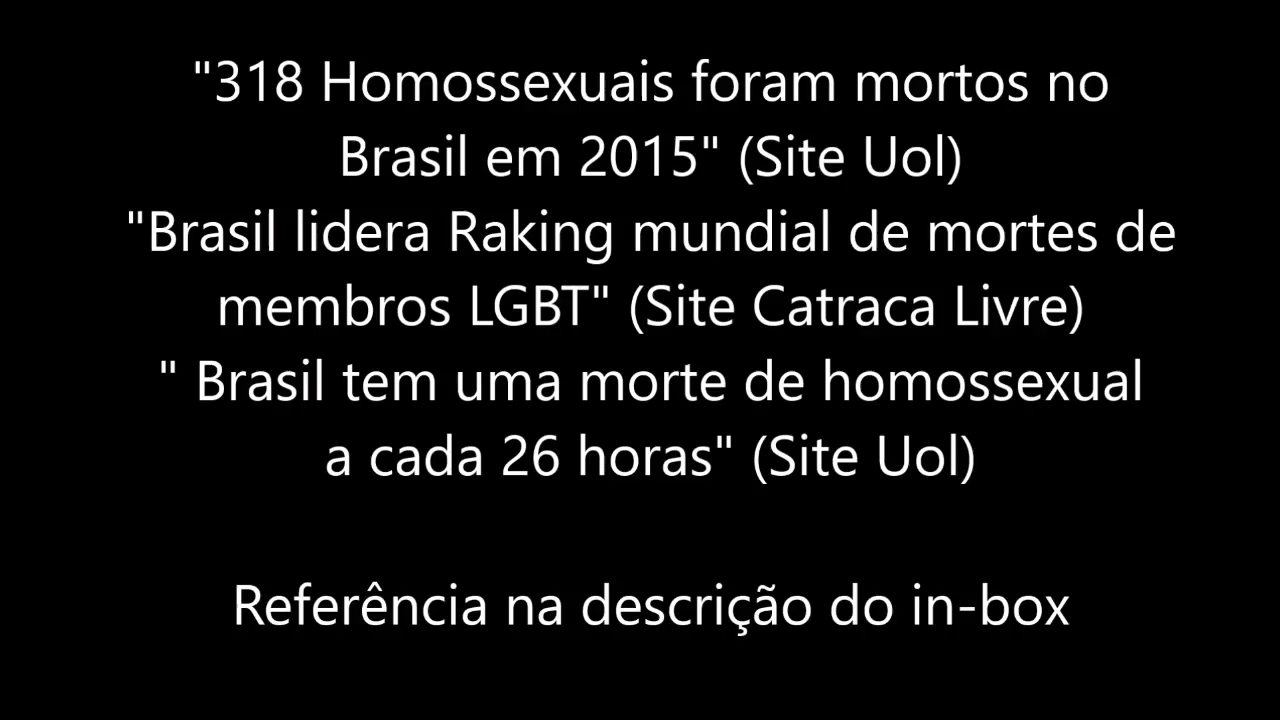 "318 Homossexuais foram mortos no
Brasil em 2015" (Site Uol)
"Brasil lidera Raking mundial de mortes de
membros LGBT" (Site Catraca Livre)
" Brasil tem uma morte de homossexual
a cada 26 horas" (Site Uol)
Referência na descrição do in-box